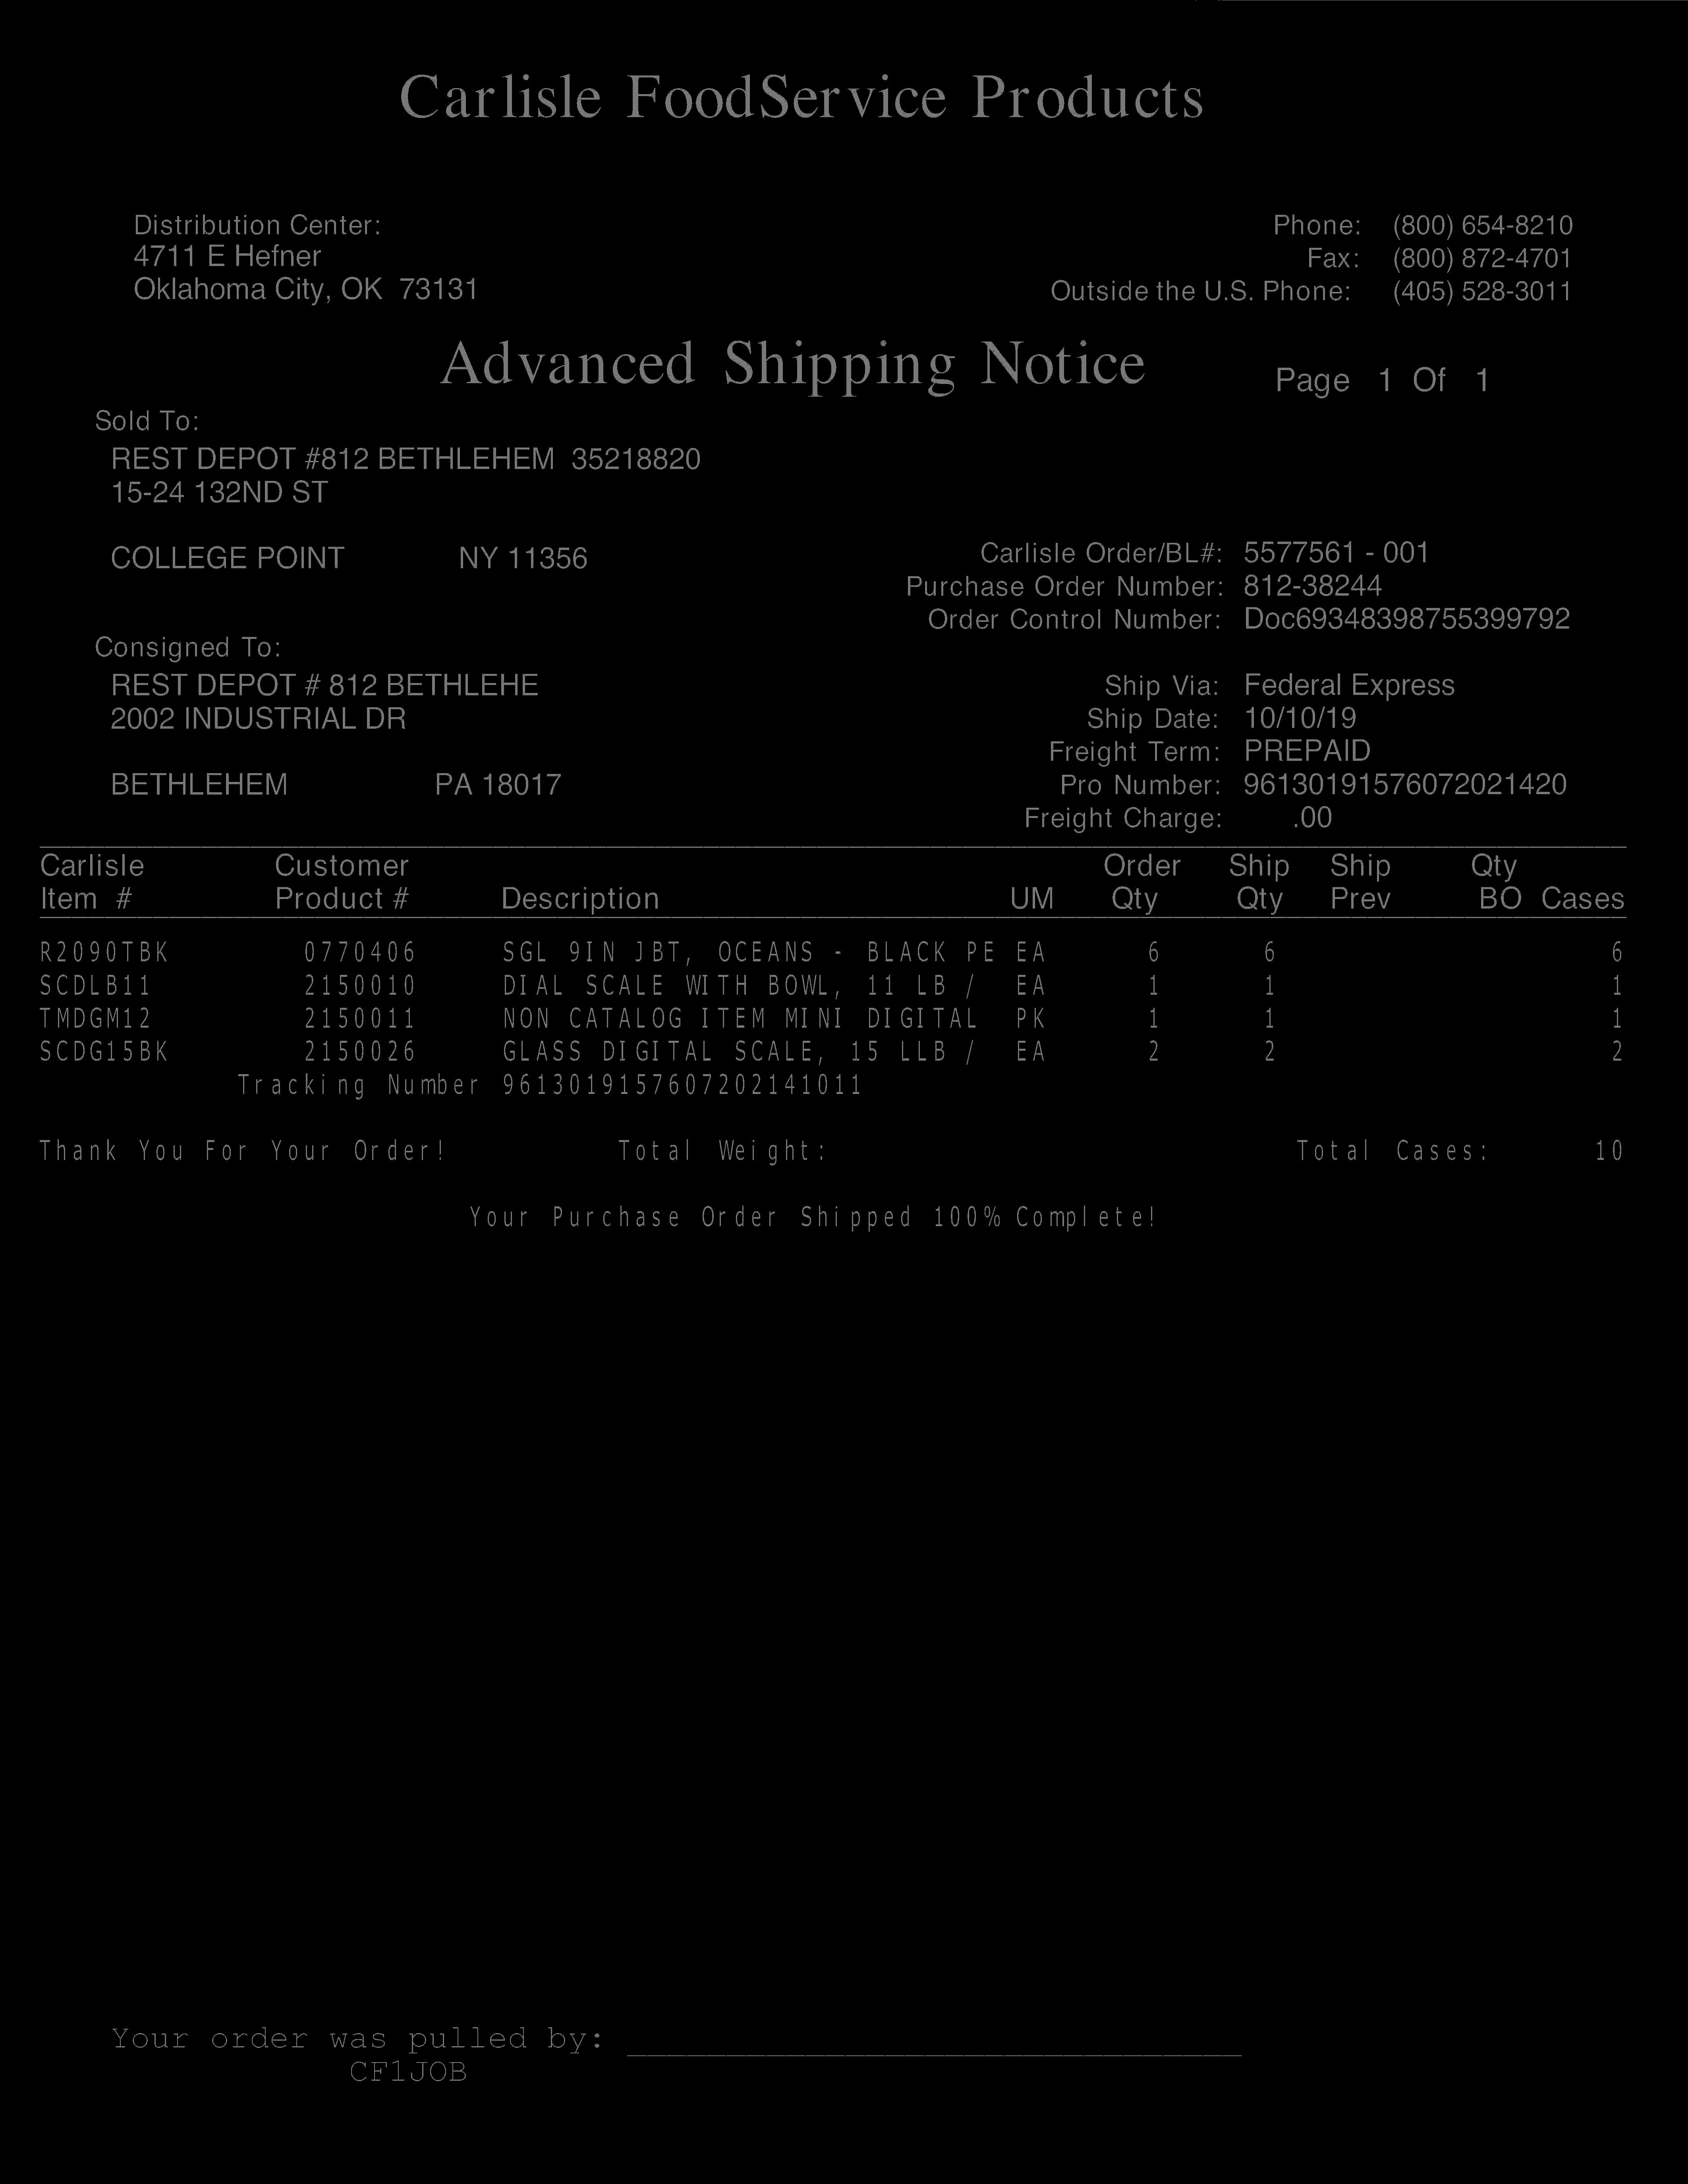 Carlisle FoodService Products
Distribution Center:
4711 E Hefner
Oklahoma City, OK 73131
Phone: (800) 654-8210
Fax: (800) 872-4701
Outside the U.S. Phone: (405) 528-3011
Advanced Shipping Notice Page 1 Of 1
Sold To:
REST DEPOT #812 BETHLEHEM 35218820
15-24 132ND ST
COLLEGE POINT NY 11356
Carlisle Order/BL#: 5577561 - 001
Purchase Order Number: 812-38244
Order Control Number: Doc69348398755399792
Consigned To:
REST DEPOT # 812 BETHLEHE
2002 INDUSTRIAL DR
BETHLEHEM PA 18017
Ship Via: Federal Express
Ship Date: 10/10/19
Freight Term: PREPAID
Pro Number: 96130191576072021420
Freight Charge: .00
Carlisle Customer Order Ship Ship Qty
Item # Product # Description UM Qty Qty Prev BO Cases
R2090TBK 0770406 SGL 9IN JBT, OCEANS - BLACK PE EA 6 6 6
SCDLB11 2150010 DIAL SCALE WITH BOWL, 11 LB / EA 1 1 1
TMDGM12 2150011 NON CATALOG ITEM MINI DIGITAL PK 1 1 1
SCDG15BK 2150026 GLASS DIGITAL SCALE, 15 LLB / EA 2 2 2
Tracking Number 9613019157607202141011
Thank You For Your Order! Total Weight: Total Cases: 10
Your Purchase Order Shipped 100% Complete!
Your order was pulled by: _______________________________
CF1JOB